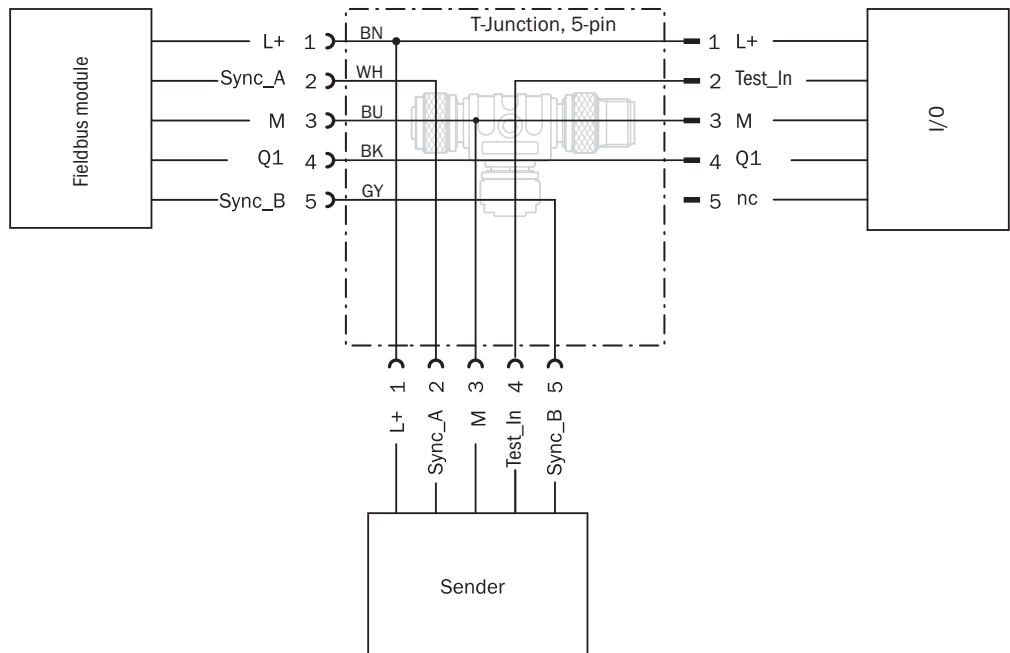 T-Junction, 5-pin
Fieldbus module
L+ 1 BN
Sync_A 2 WH
M 3 BU
Q1 4 BK
Sync_B 5 GY
1 L+
2 Test_In
3 M
4 Q1
5 nc
I/O
1 L+
2 Sync_A
3 M
4 Test_In
5 Sync_B
Sender